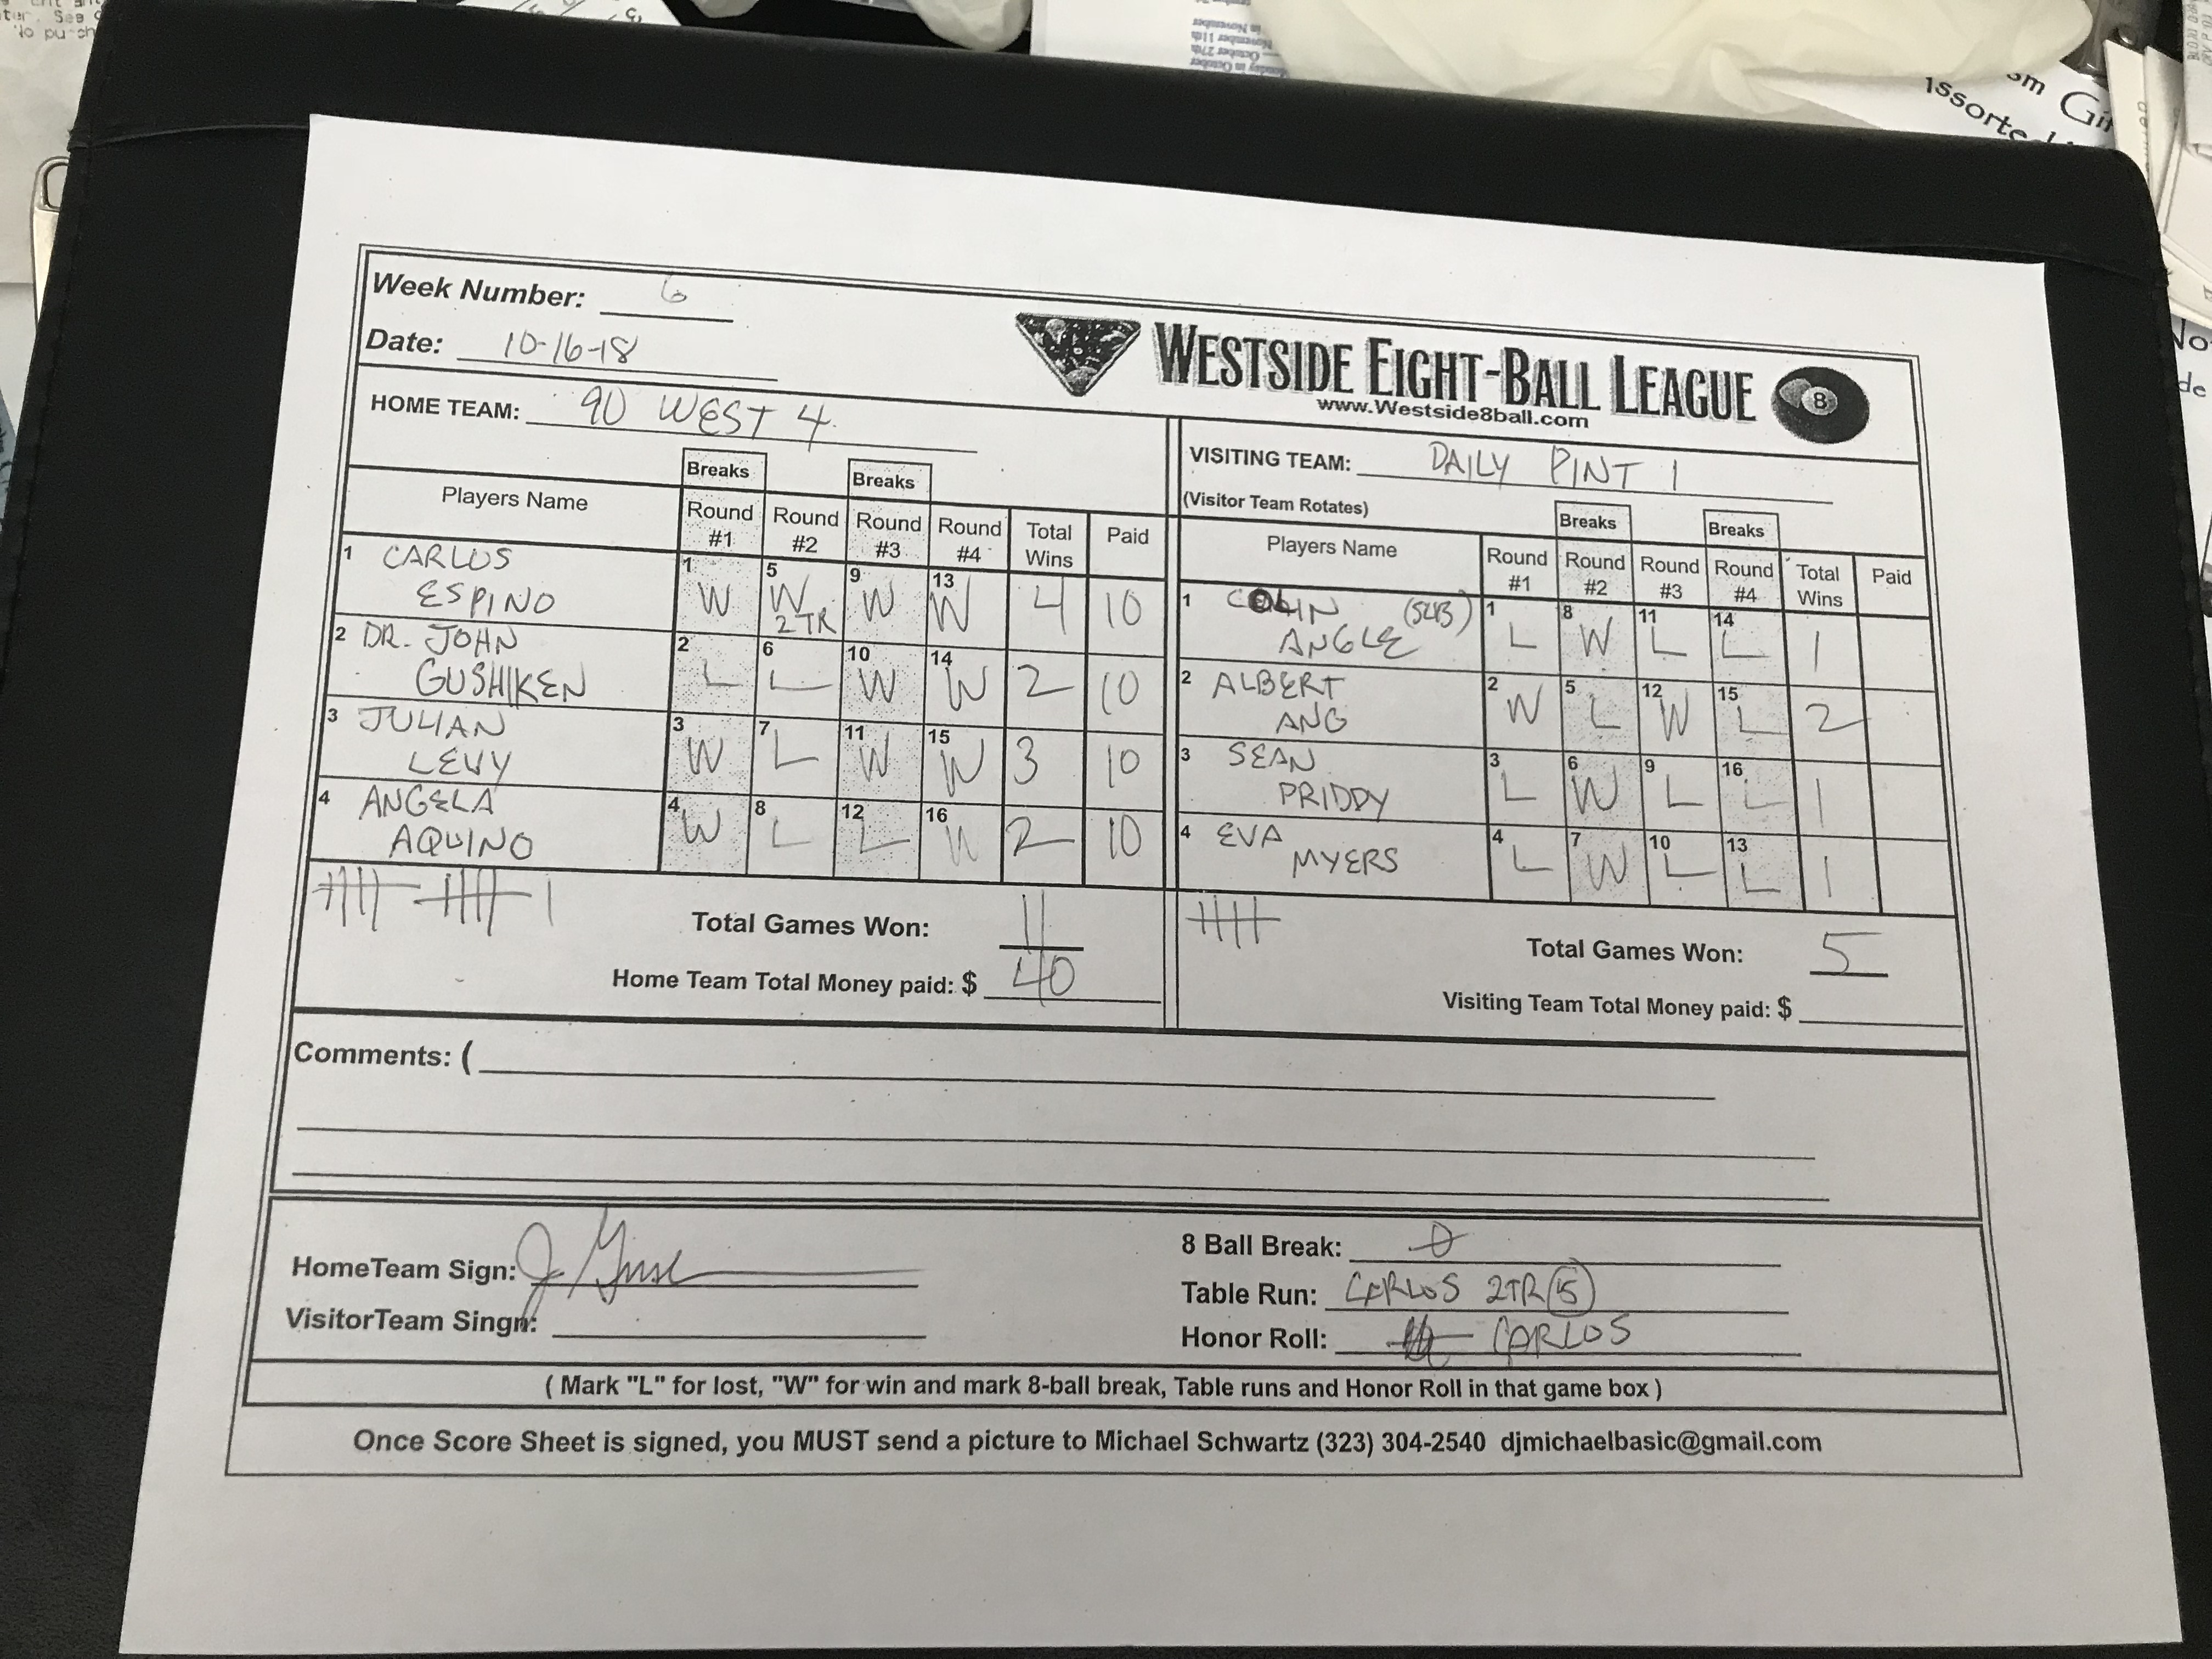 Week Number: 6
Date: 10-16-18
WESTSIDE EIGHT-BALL LEAGUE
8
www.Westside8ball.com
HOME TEAM: 90 WEST 4
VISITING TEAM: DAILY PINT 1
(Visitor Team Rotates)
Breaks Breaks
Players Name Round #1 Round #2 Round #3 Round #4 Total Wins Paid
1 CARLOS ESPINO 1 W 5 W 2TR 9 W 13 W 4 10
2 DR. JOHN GUSHIKEN 2 L 6 L 10 W 14 W 2 10
3 JULIAN LEVY 3 W 7 L 11 W 15 W 3 10
4 ANGELA AQUINO 4 W 8 L 12 L 16 W 2 10
Total Games Won: 11
Home Team Total Money paid: $ 40
Breaks Breaks
Players Name Round #1 Round #2 Round #3 Round #4 Total Wins Paid
1 COLIN (SUB) ANGLE 1 L 8 W 11 L 14 L 1
2 ALBERT ANG 2 W 5 L 12 W 15 L 2
3 SEAN PRIDDY 3 L 6 W 9 L 16 L 1
4 EVA MYERS 4 L 7 W 10 L 13 L 1
Total Games Won: 5
Visiting Team Total Money paid: $
Comments: (
HomeTeam Sign:
VisitorTeam Singn:
8 Ball Break: 0
Table Run: CARLOS 2TR 5
Honor Roll: CARLOS
( Mark "L" for lost, "W" for win and mark 8-ball break, Table runs and Honor Roll in that game box )
Once Score Sheet is signed, you MUST send a picture to Michael Schwartz (323) 304-2540 djmichaelbasic@gmail.com